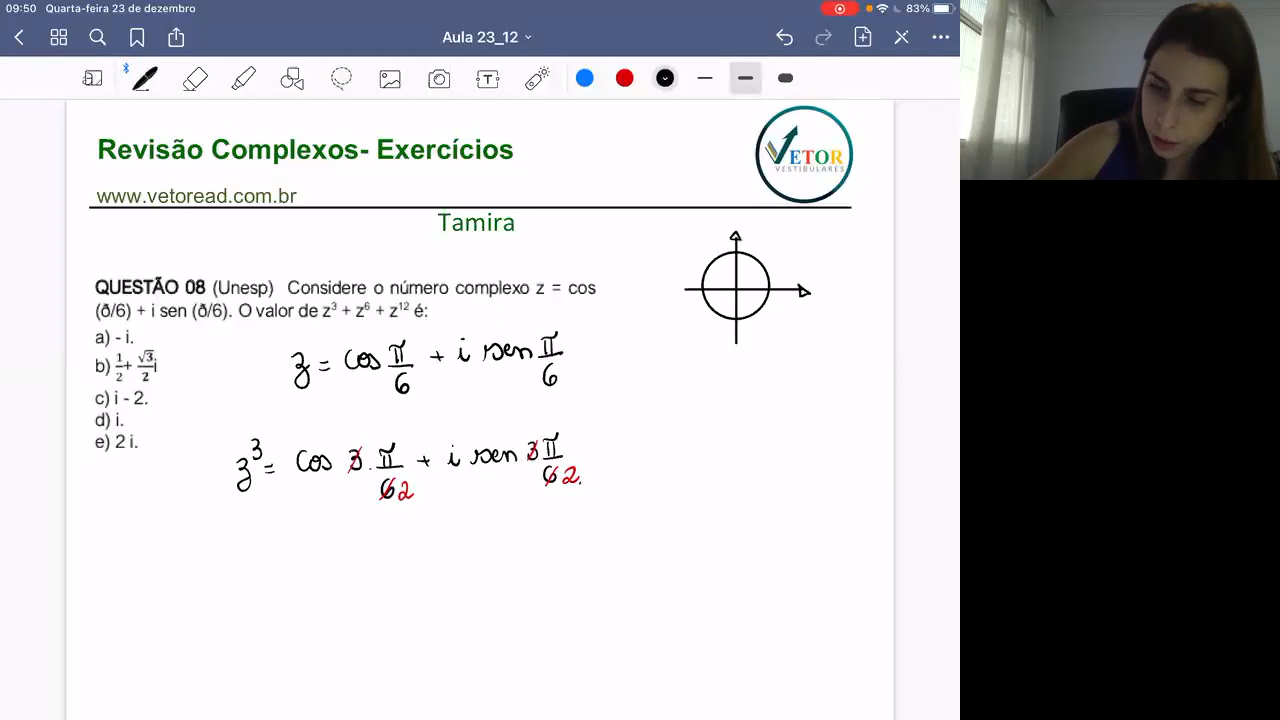 09:50 Quarta-feira 23 de dezembro
83%
Aula 23_12
T
Revisão Complexos- Exercícios
VETOR
VESTIBULARES
www.vetoread.com.br
Tamira
QUESTÃO 08 (Unesp) Considere o número complexo z = cos
(ð/6) + i sen (ð/6). O valor de z³ + z⁶ + z¹² é:
a) - i.
b) 1/2 + √3/2 i
c) i - 2.
d) i.
e) 2 i.
z = cos π/6 + i sen π/6
z³ = cos 3 . π/6 2 + i sen 3π/6 2.